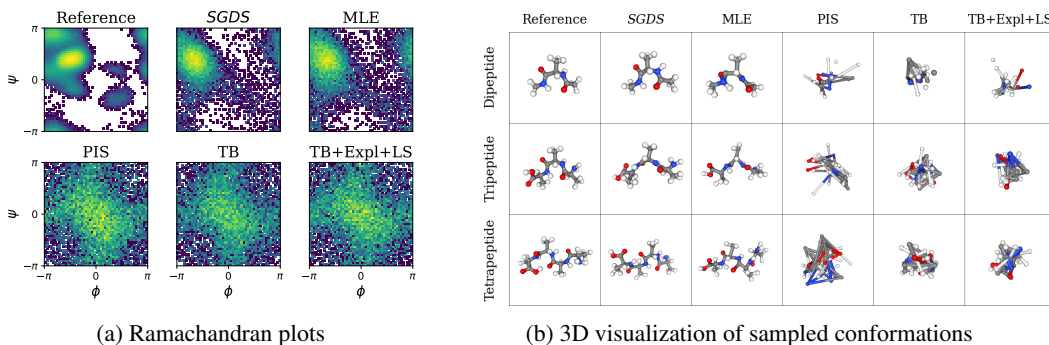 Reference SGDS MLE
ψ 0
−π
PIS TB TB+Expl+LS
π
ψ 0
−π
−π 0 π −π 0 π −π 0 π
ϕ ϕ ϕ
(a) Ramachandran plots
Reference SGDS MLE PIS TB TB+Expl+LS
Dipeptide
Tripeptide
Tetrapeptide
(b) 3D visualization of sampled conformations